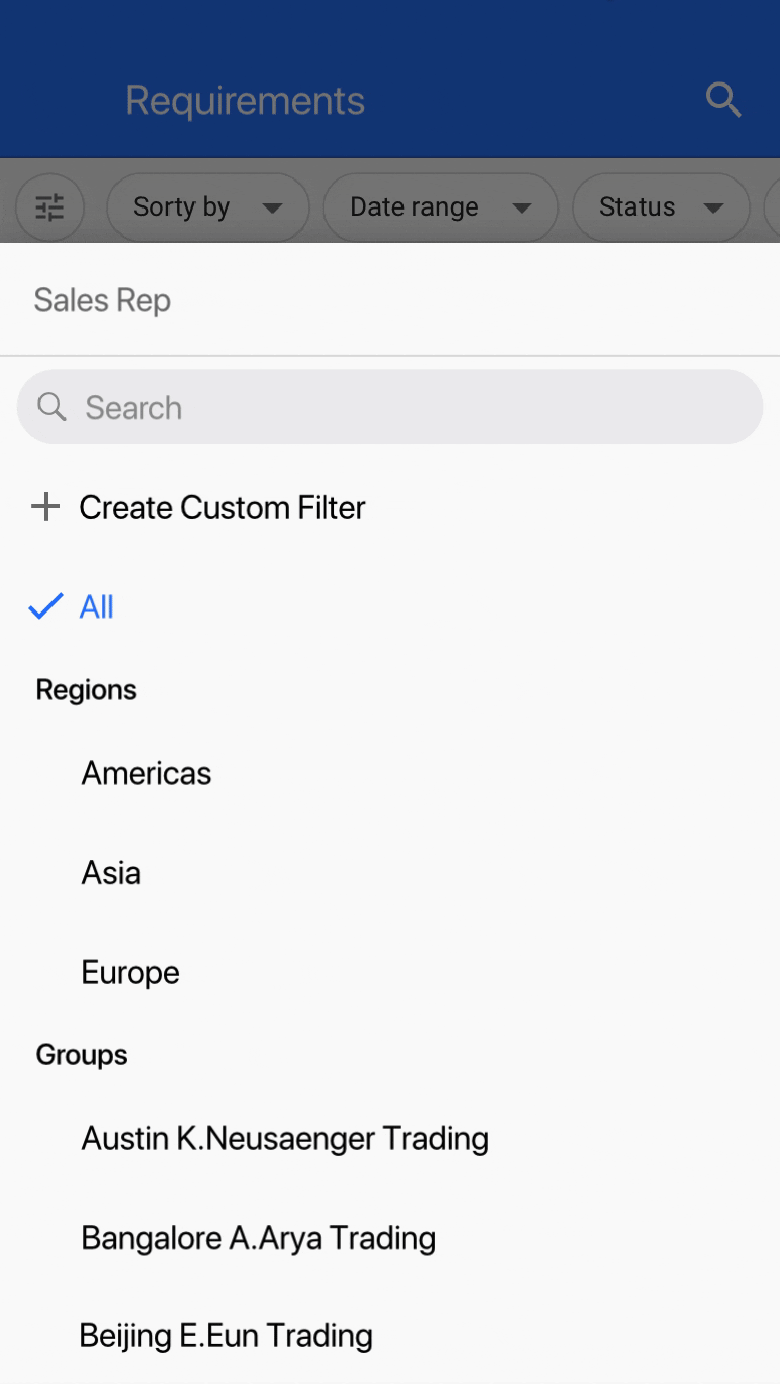 Requirements
Sorty by
Date range
Status
Sales Rep
Search
Create Custom Filter
All
Regions
Americas
Asia
Europe
Groups
Austin K.Neusaenger Trading
Bangalore A.Arya Trading
Beijing E.Eun Trading